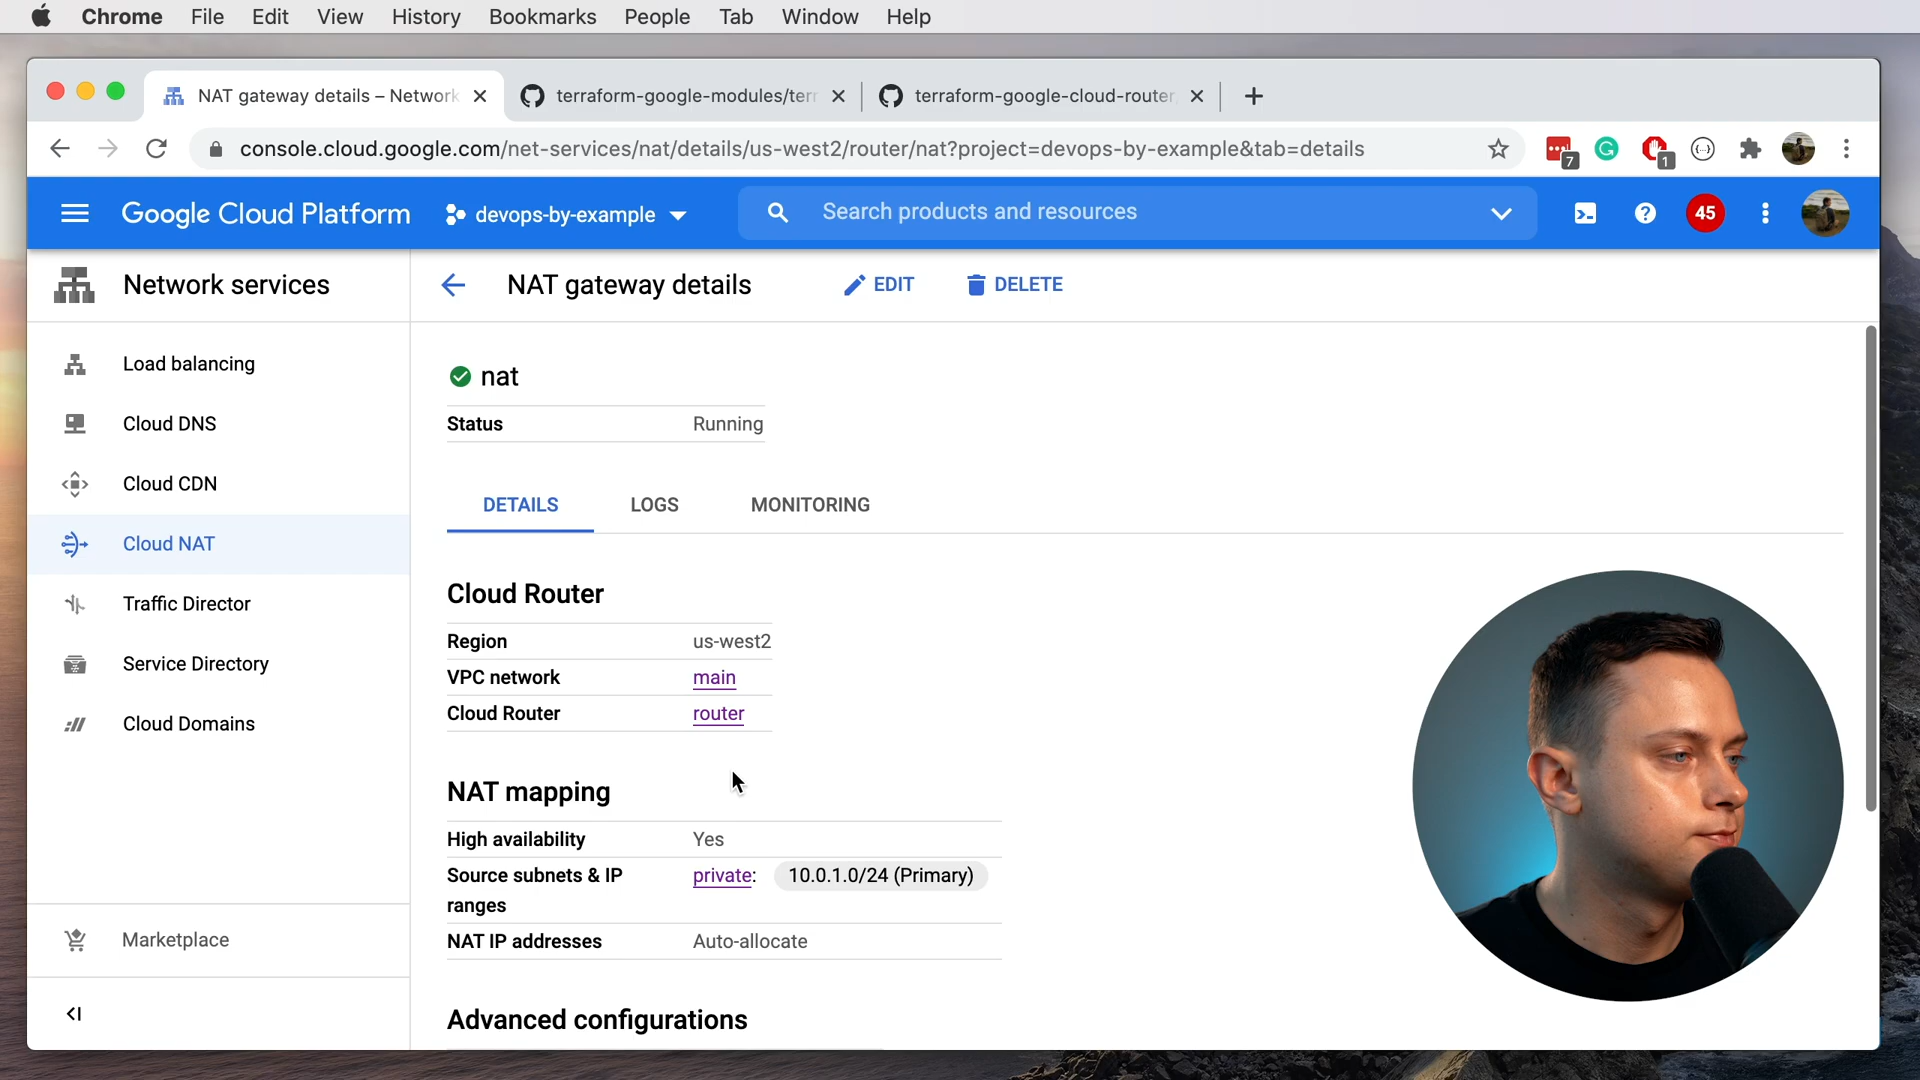 Chrome File Edit View History Bookmarks People Tab Window Help
NAT gateway details – Network
terraform-google-modules/terr
terraform-google-cloud-router
console.cloud.google.com/net-services/nat/details/us-west2/router/nat?project=devops-by-example&tab=details
7
1
Google Cloud Platform
devops-by-example
Search products and resources
45
Network services
NAT gateway details
EDIT
DELETE
Load balancing
Cloud DNS
Cloud CDN
Cloud NAT
Traffic Director
Service Directory
Cloud Domains
Marketplace
nat
Status Running
DETAILS LOGS MONITORING
Cloud Router
Region us-west2
VPC network main
Cloud Router router
NAT mapping
High availability Yes
Source subnets & IP private: 10.0.1.0/24 (Primary)
ranges
NAT IP addresses Auto-allocate
Advanced configurations